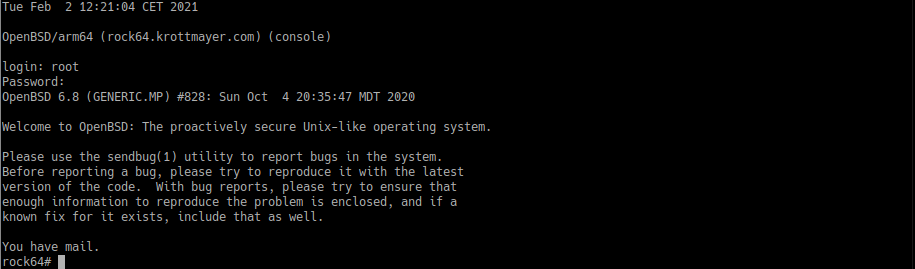 Tue Feb  2 12:21:04 CET 2021
OpenBSD/arm64 (rock64.krottmayer.com) (console)
login: root
Password:
OpenBSD 6.8 (GENERIC.MP) #828: Sun Oct  4 20:35:47 MDT 2020
Welcome to OpenBSD: The proactively secure Unix-like operating system.
Please use the sendbug(1) utility to report bugs in the system.
Before reporting a bug, please try to reproduce it with the latest
version of the code.  With bug reports, please try to ensure that
enough information to reproduce the problem is enclosed, and if a
known fix for it exists, include that as well.
You have mail.
rock64#